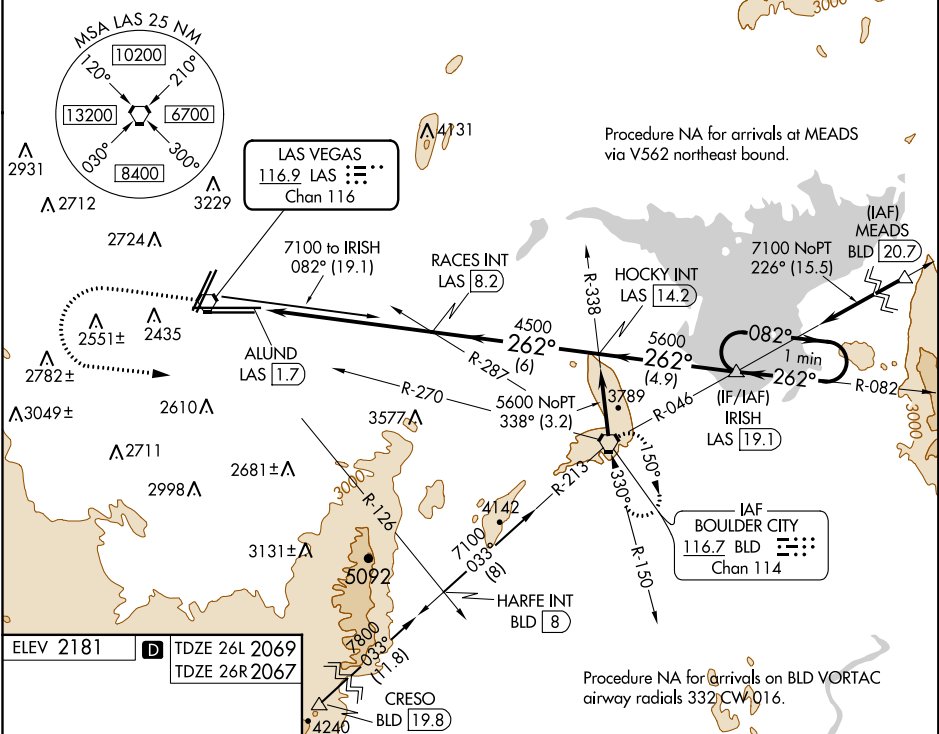 MSA LAS 25 NM
10200
120°
210°
13200
6700
030°
300°
8400
2931
2712
3229
2724
4131
LAS VEGAS
116.9 LAS
Chan 116
Procedure NA for arrivals at MEADS
via V562 northeast bound.
(IAF)
MEADS
BLD 20.7
7100 NoPT
226° (15.5)
7100 to IRISH
082° (19.1)
RACES INT
LAS 8.2
R-338
HOCKY INT
LAS 14.2
4500
262°
(6)
5600
262°
(4.9)
082°
1 min
262°
R-082
3000
2551±
2435
2782±
ALUND
LAS 1.7
R-287
R-270
5600 NoPT
338° (3.2)
3789
R-046
(IF/IAF)
IRISH
LAS 19.1
3049±
2610
3577
2711
2681±
2998
3000
R-126
R-213
150°
330°
4142
7100
033°
(8)
R-150
IAF
BOULDER CITY
116.7 BLD
Chan 114
3131±
5092
HARFE INT
BLD 8
ELEV 2181
D
TDZE 26L 2069
TDZE 26R 2067
7800
033°
(11.8)
CRESO
BLD 19.8
4240
Procedure NA for arrivals on BLD VORTAC
airway radials 332 CW 016.